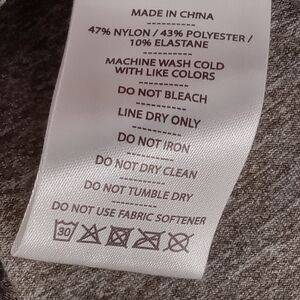 MADE IN CHINA
47% NYLON / 43% POLYESTER /
10% ELASTANE
MACHINE WASH COLD
WITH LIKE COLORS
DO NOT BLEACH
LINE DRY ONLY
DO NOT IRON
DO NOT DRY CLEAN
DO NOT TUMBLE DRY
DO NOT USE FABRIC SOFTENER
30